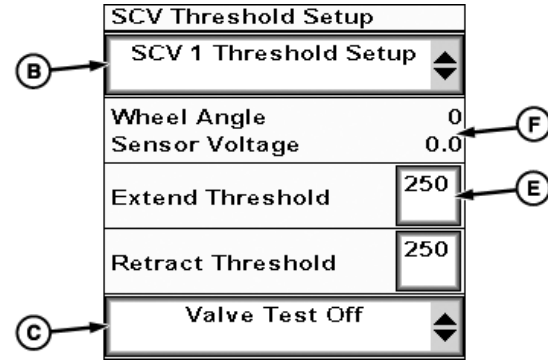 SCV Threshold Setup
B
SCV 1 Threshold Setup
Wheel Angle 0
F
Sensor Voltage 0.0
Extend Threshold 250
E
Retract Threshold 250
C
Valve Test Off